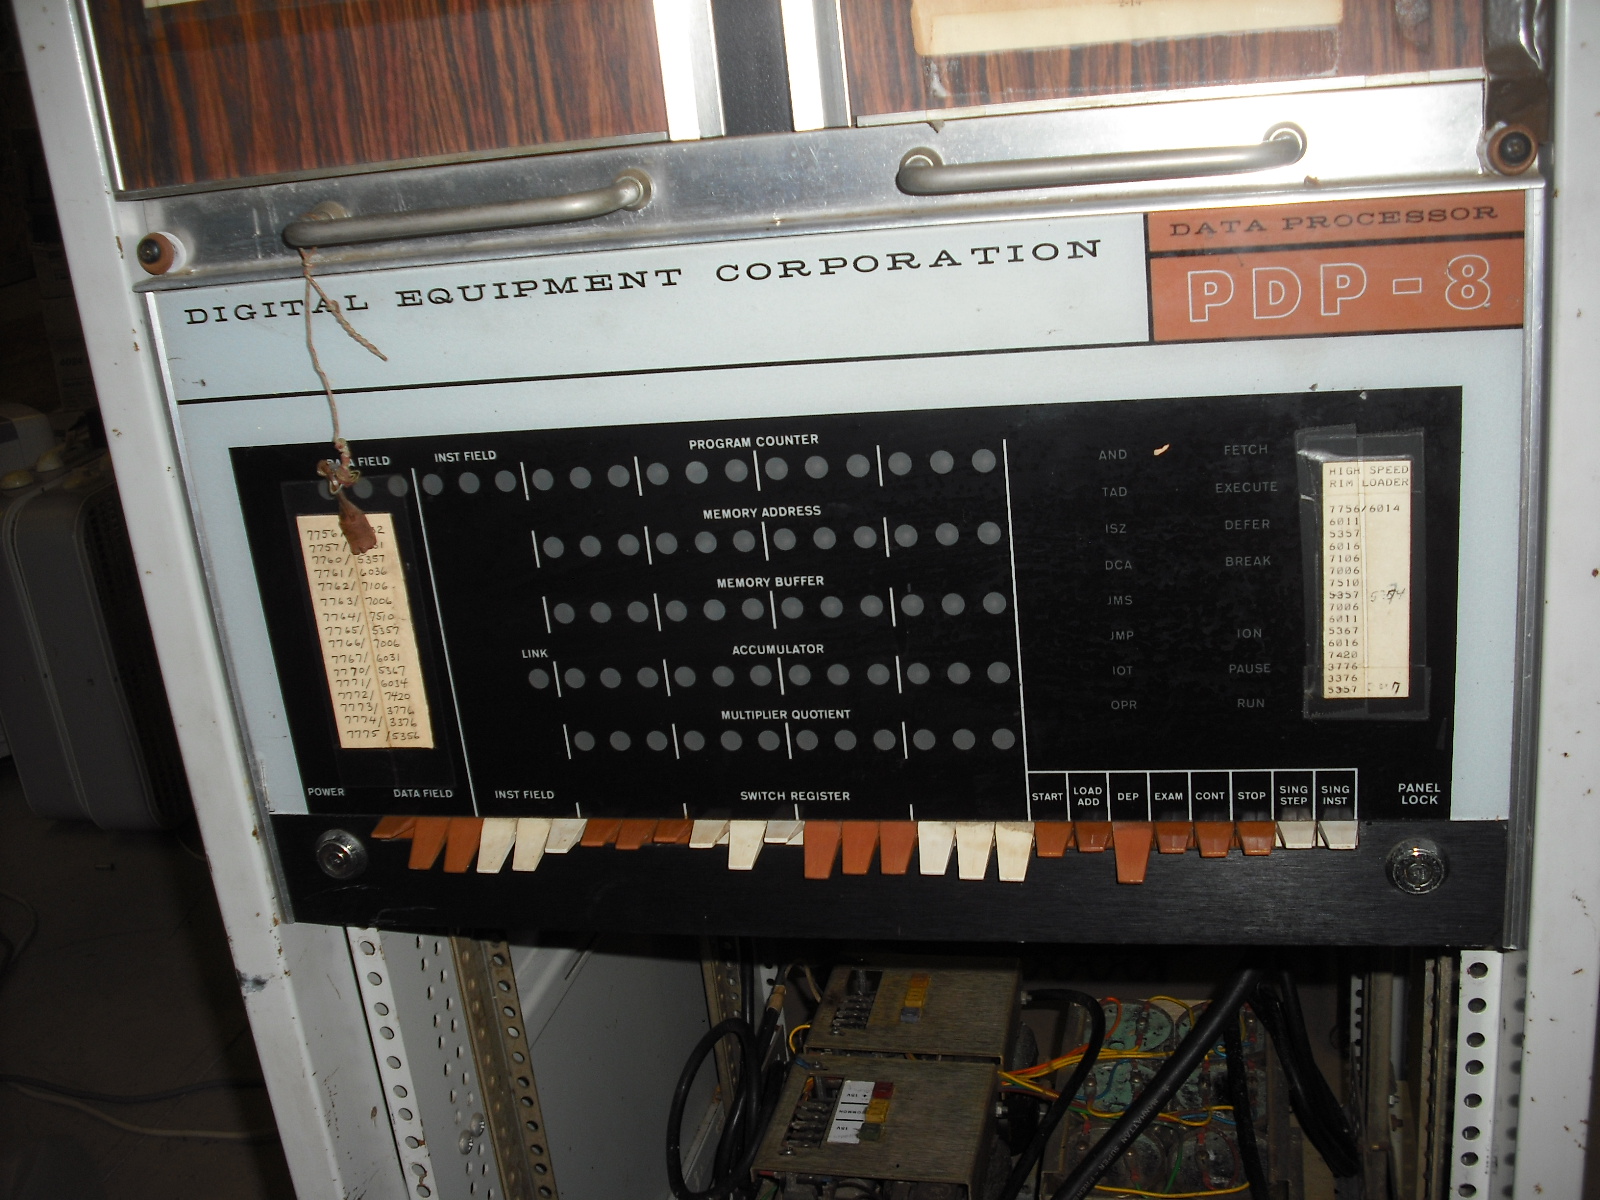 DIGITAL EQUIPMENT CORPORATION
DATA PROCESSOR
PDP-8
DATA FIELD
INST FIELD
PROGRAM COUNTER
MEMORY ADDRESS
MEMORY BUFFER
LINK
ACCUMULATOR
MULTIPLIER QUOTIENT
AND
TAD
ISZ
DCA
JMS
JMP
IOT
OPR
FETCH
EXECUTE
DEFER
BREAK
ION
PAUSE
RUN
7757/
7760/ 5357
7761/ 6036
7762/ 7106
7763/ 7006
7764/ 7510
7765/ 5357
7766/ 7006
7767/ 6031
7770/ 5367
7771/ 6034
7772/ 7420
7773/ 3776
7774/ 3376
7775 /5356
HIGH SPEED
RIM LOADER
7756/6014
6011
5357
6016
7106
7006
7510
5357
7006
6011
5367
6016
7420
3776
3376
5357
POWER
DATA FIELD
INST FIELD
SWITCH REGISTER
START
LOAD ADD
DEP
EXAM
CONT
STOP
SING STEP
SING INST
PANEL
LOCK